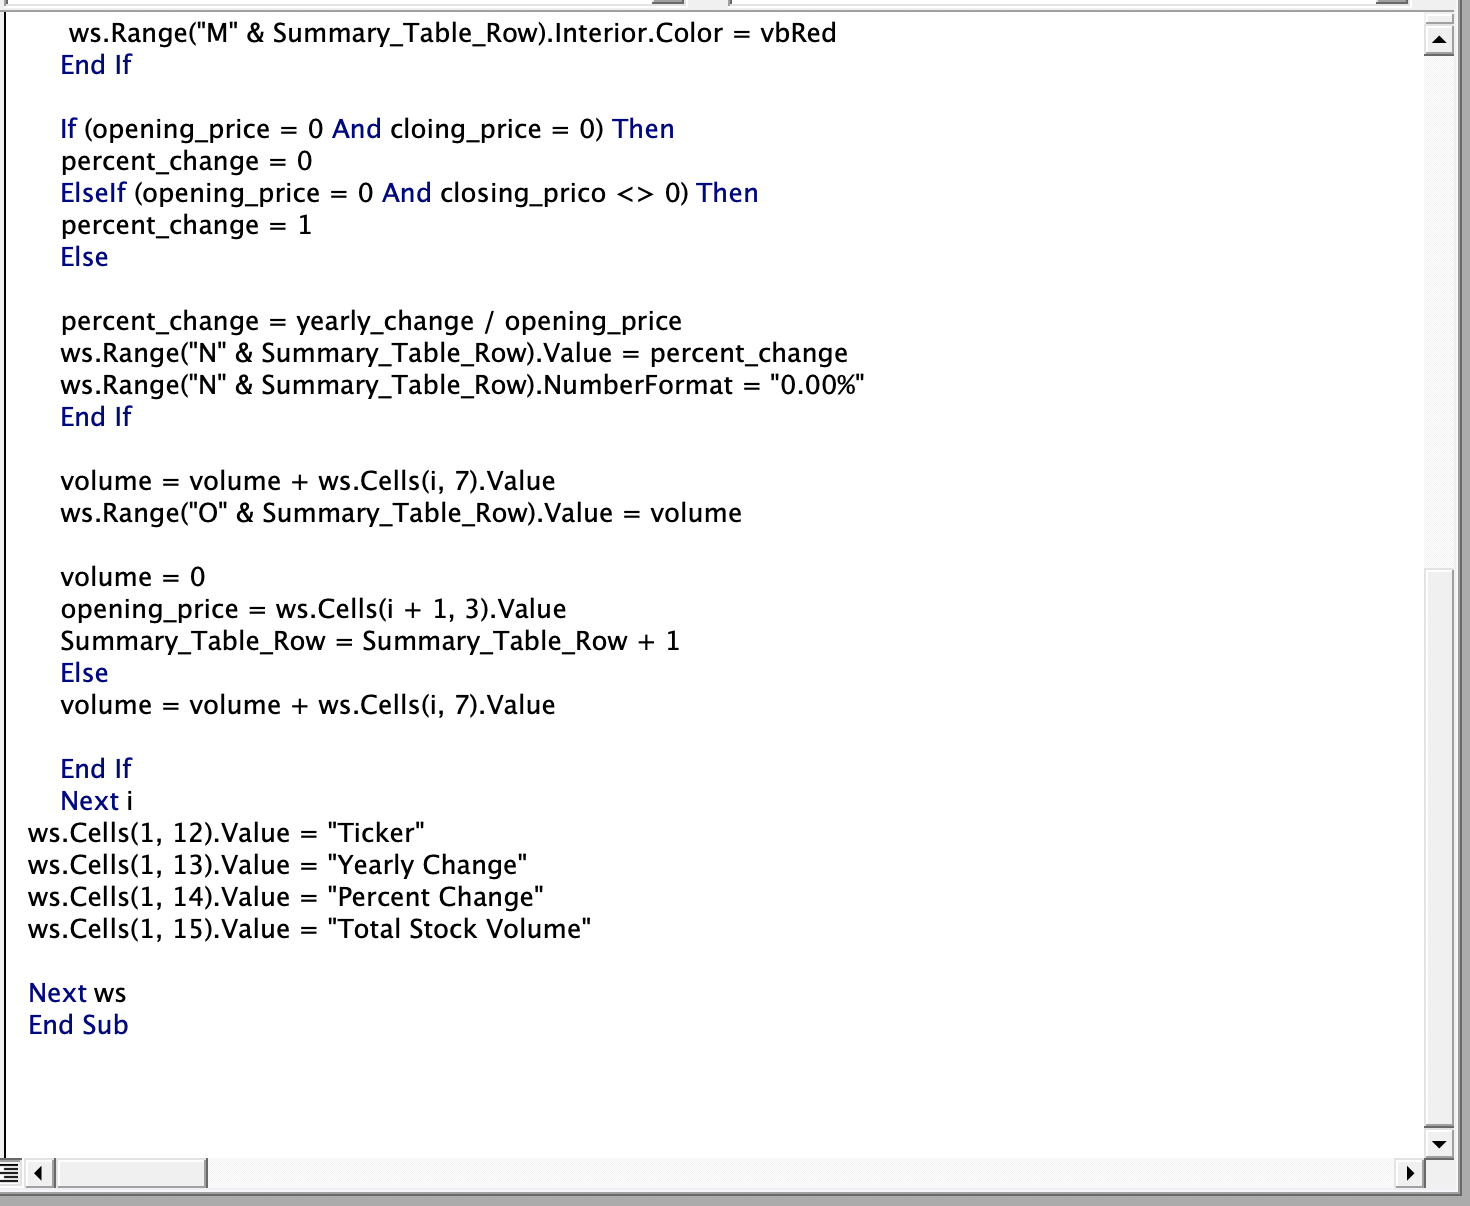 ws.Range("M" & Summary_Table_Row).Interior.Color = vbRed
End If
If (opening_price = 0 And cloing_price = 0) Then
percent_change = 0
ElseIf (opening_price = 0 And closing_prico <> 0) Then
percent_change = 1
Else
percent_change = yearly_change / opening_price
ws.Range("N" & Summary_Table_Row).Value = percent_change
ws.Range("N" & Summary_Table_Row).NumberFormat = "0.00%"
End If
volume = volume + ws.Cells(i, 7).Value
ws.Range("O" & Summary_Table_Row).Value = volume
volume = 0
opening_price = ws.Cells(i + 1, 3).Value
Summary_Table_Row = Summary_Table_Row + 1
Else
volume = volume + ws.Cells(i, 7).Value
End If
Next i
ws.Cells(1, 12).Value = "Ticker"
ws.Cells(1, 13).Value = "Yearly Change"
ws.Cells(1, 14).Value = "Percent Change"
ws.Cells(1, 15).Value = "Total Stock Volume"
Next ws
End Sub